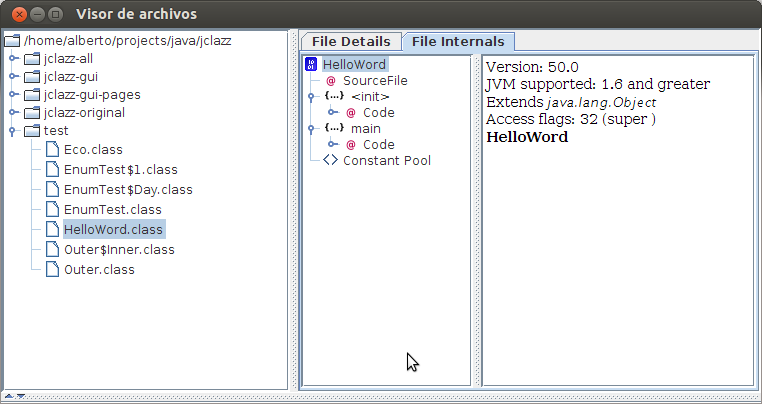 Visor de archivos
/home/alberto/projects/java/jclazz
jclazz-all
jclazz-gui
jclazz-gui-pages
jclazz-original
test
Eco.class
EnumTest$1.class
EnumTest$Day.class
EnumTest.class
HelloWord.class
Outer$Inner.class
Outer.class
File Details
File Internals
HelloWord
@ SourceFile
{...} <init>
@ Code
{...} main
@ Code
<> Constant Pool
Version: 50.0
JVM supported: 1.6 and greater
Extends java.lang.Object
Access flags: 32 (super )
HelloWord